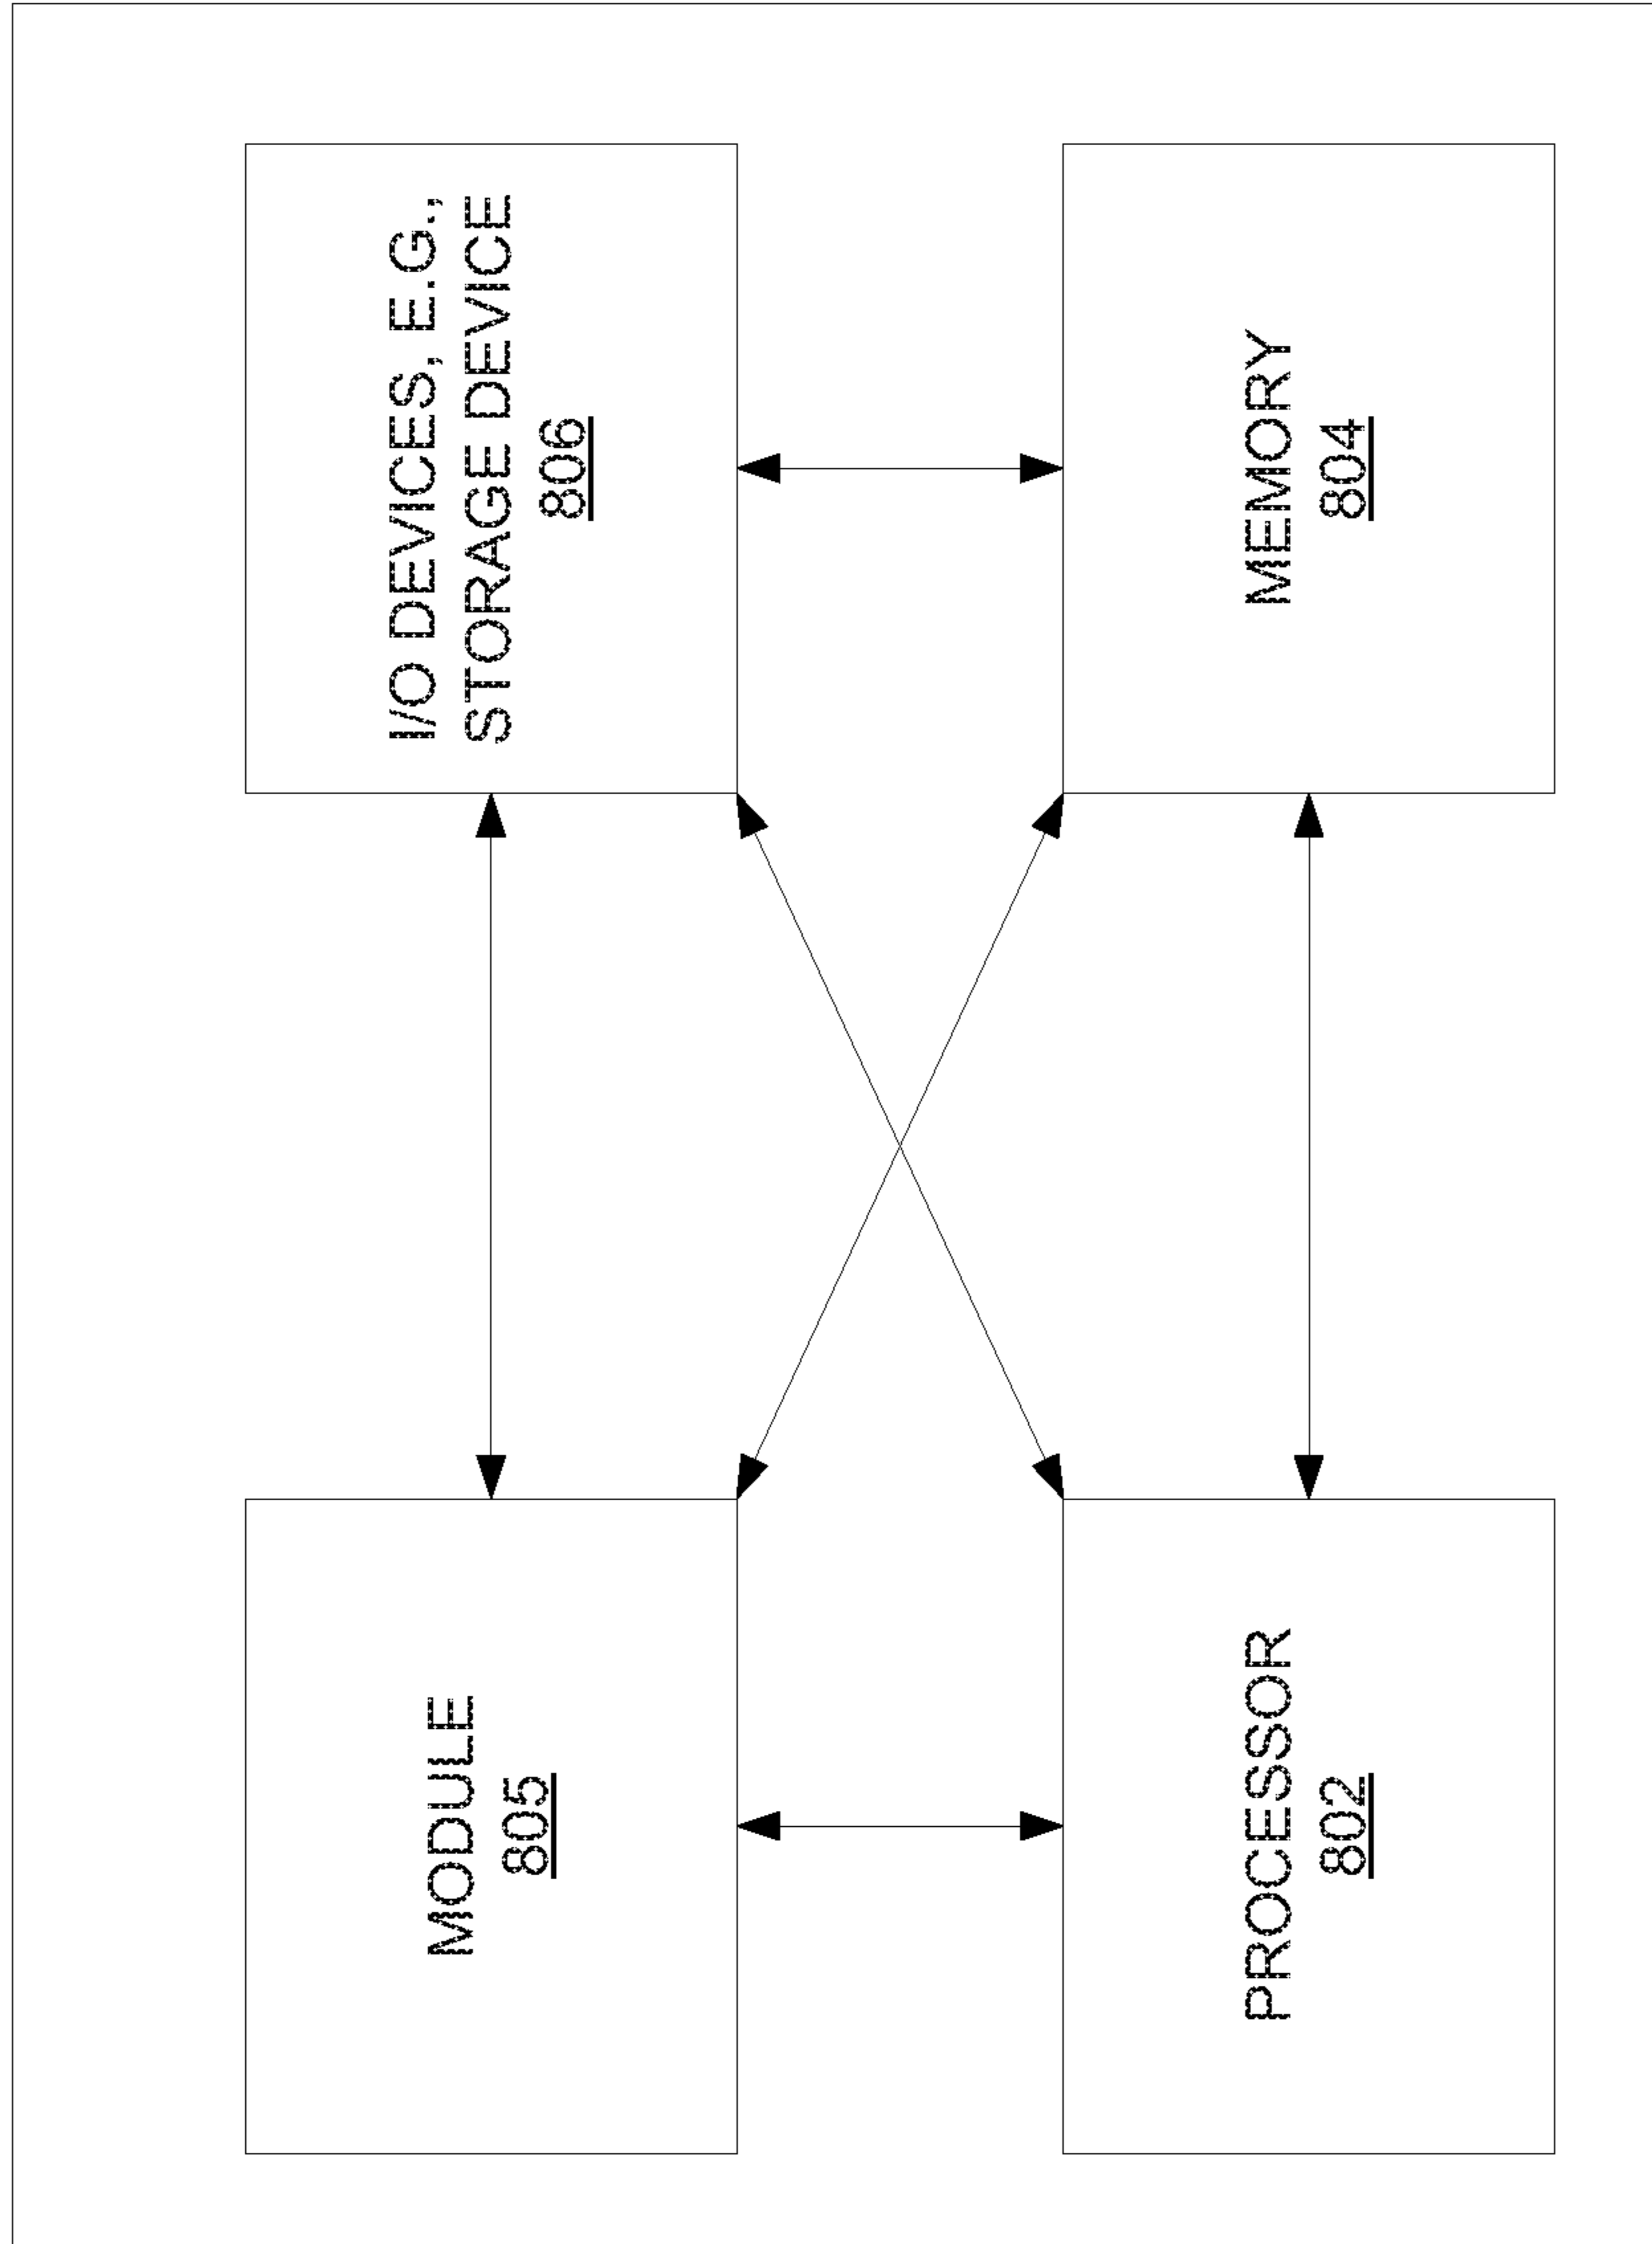 MODULE
805
I/O DEVICES, E.G.,
STORAGE DEVICE
806
PROCESSOR
802
MEMORY
804